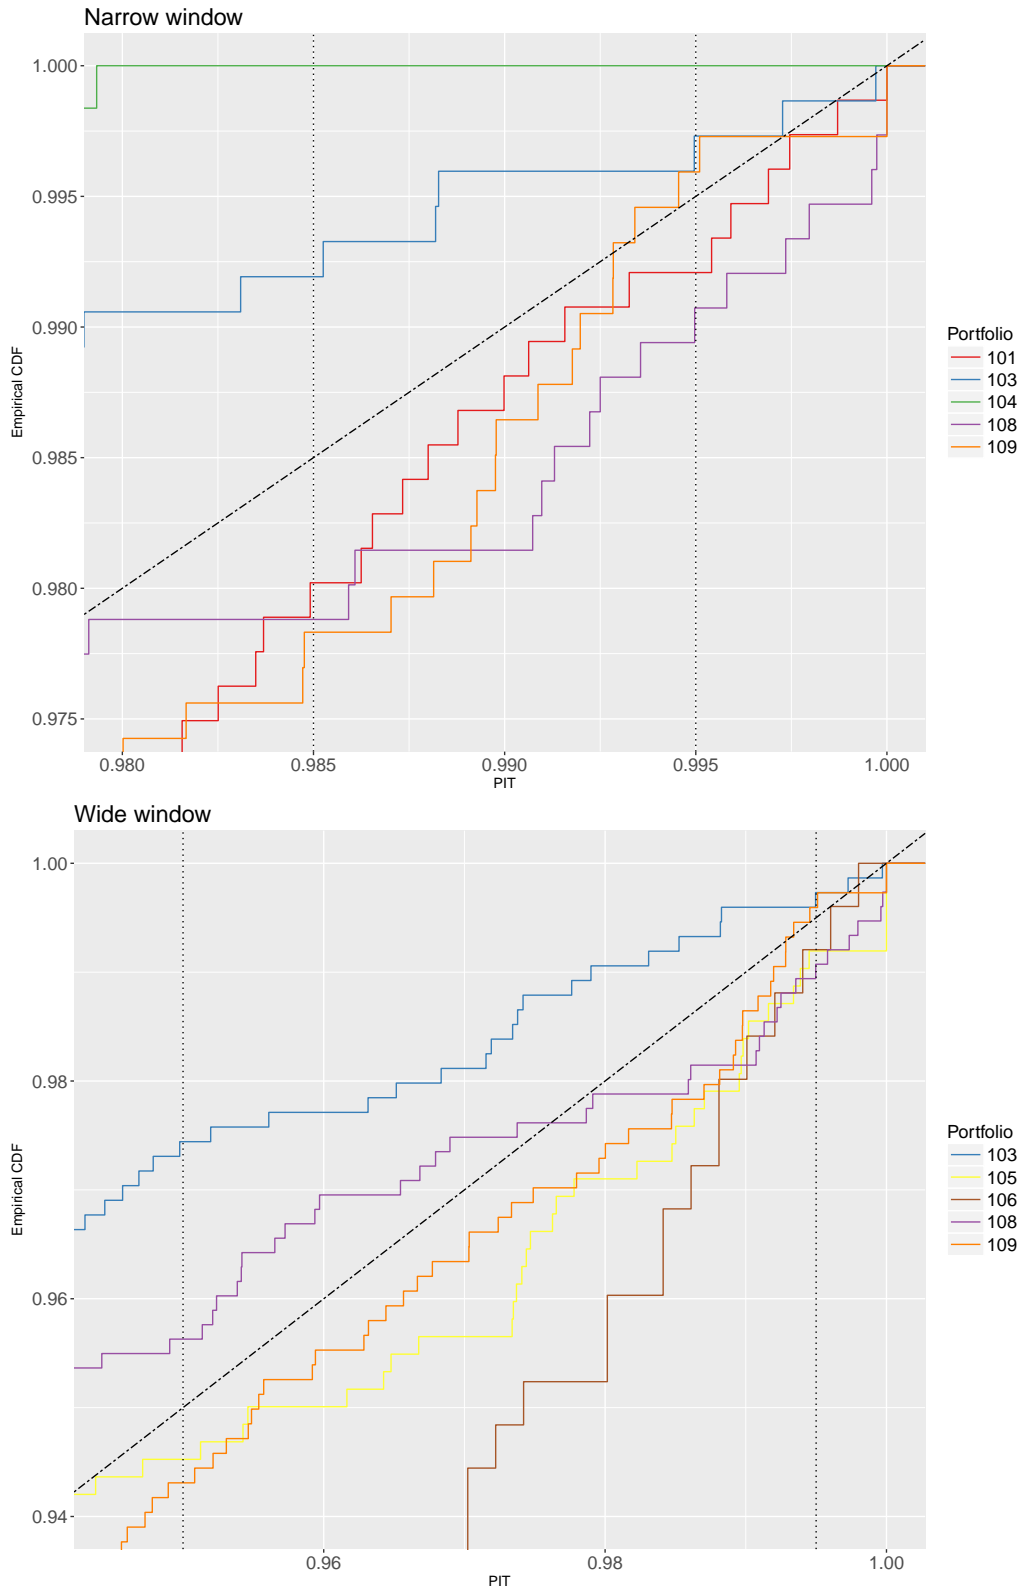 Narrow window
1.000
0.995
0.990
0.985
0.980
0.975
Empirical CDF
0.980 0.985 0.990 0.995 1.000
PIT
Portfolio
101
103
104
108
109
Wide window
1.00
0.98
0.96
0.94
Empirical CDF
0.96 0.98 1.00
PIT
Portfolio
103
105
106
108
109